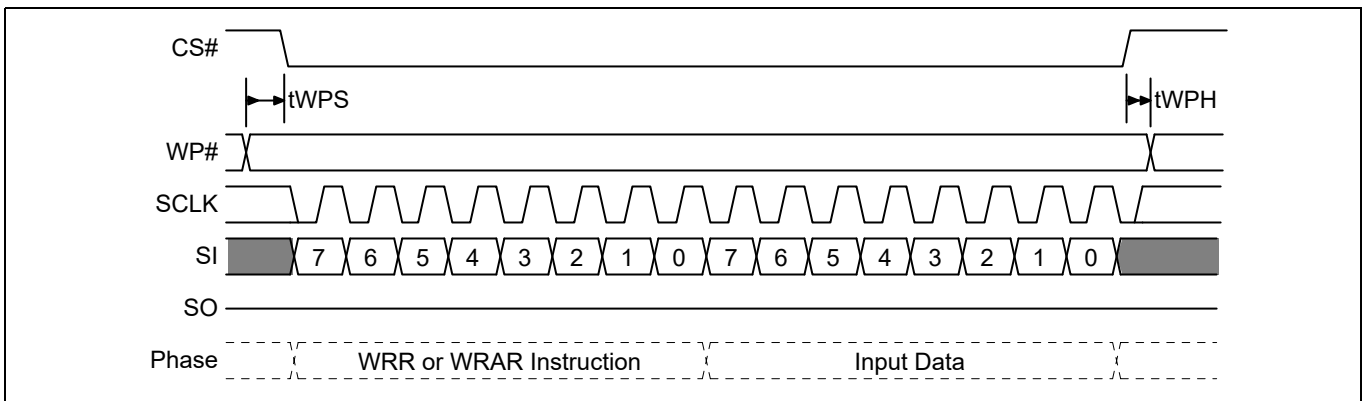 CS#
tWPS tWPH
WP#
SCLK
SI 7 6 5 4 3 2 1 0 7 6 5 4 3 2 1 0
SO
Phase WRR or WRAR Instruction Input Data